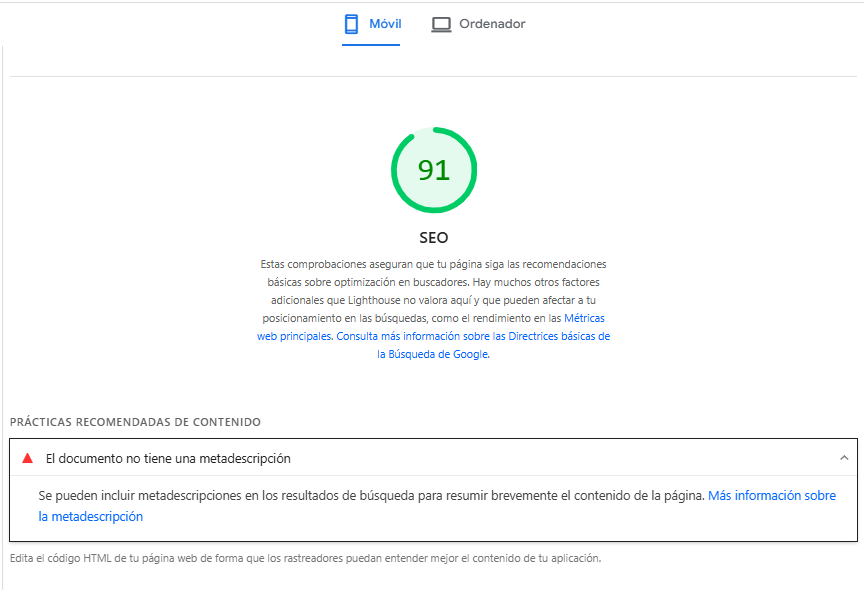 Móvil
Ordenador
91
SEO
Estas comprobaciones aseguran que tu página siga las recomendaciones
básicas sobre optimización en buscadores. Hay muchos otros factores
adicionales que Lighthouse no valora aquí y que pueden afectar a tu
posicionamiento en las búsquedas, como el rendimiento en las Métricas
web principales. Consulta más información sobre las Directrices básicas de
la Búsqueda de Google.
PRÁCTICAS RECOMENDADAS DE CONTENIDO
El documento no tiene una metadescripción
Se pueden incluir metadescripciones en los resultados de búsqueda para resumir brevemente el contenido de la página. Más información sobre
la metadescripción
Edita el código HTML de tu página web de forma que los rastreadores puedan entender mejor el contenido de tu aplicación.